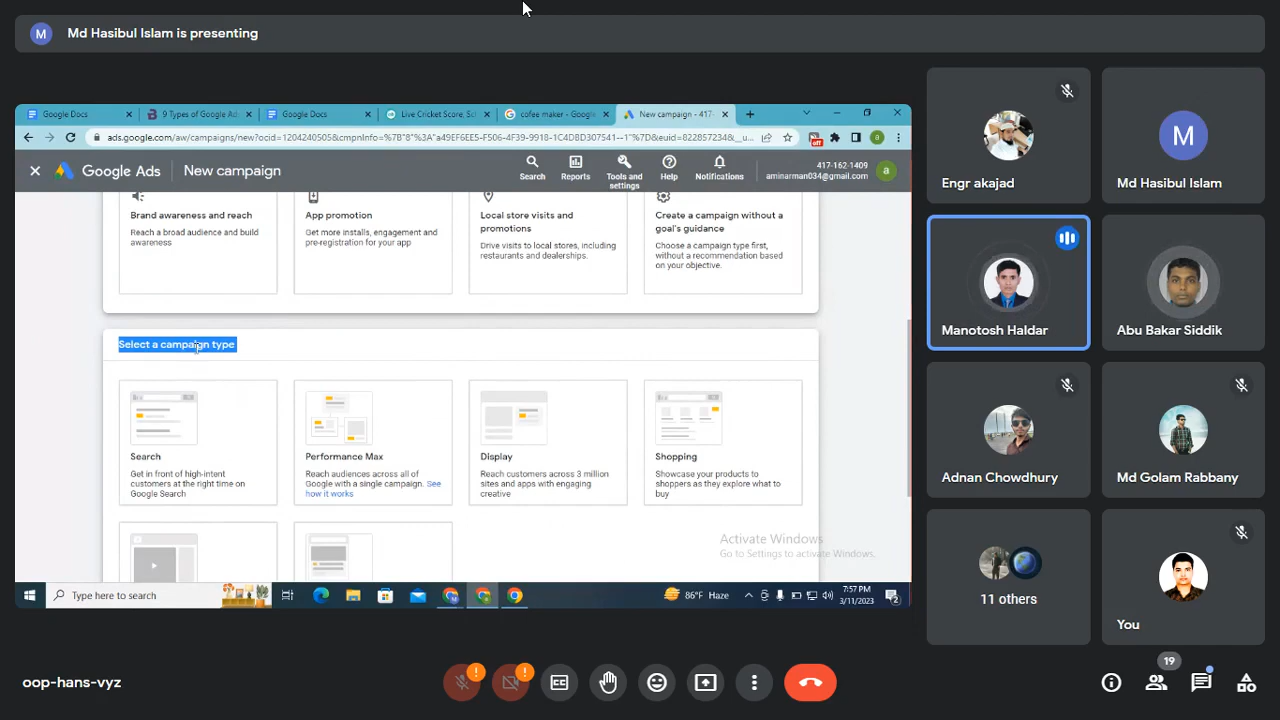 M
Md Hasibul Islam is presenting
Google Docs
9 Types of Google Ad
Google Docs
Live Cricket Score, Sc
cofee maker - Google
New campaign - 417-
ads.google.com/aw/campaigns/new?ocid=1204240505&cmpnInfo=%7B"8"%3A"a49EF6EE5-F506-4F39-9918-1C4DBD307541--1"%7D&euid=822857234&__u...
off
a
Google Ads
New campaign
Search
Reports
Tools and settings
Help
Notifications
417-162-1409
aminarman034@gmail.com
a
Brand awareness and reach
Reach a broad audience and build
awareness
App promotion
Get more installs, engagement and
pre-registration for your app
Local store visits and
promotions
Drive visits to local stores, including
restaurants and dealerships.
Create a campaign without a
goal's guidance
Choose a campaign type first,
without a recommendation based
on your objective.
Select a campaign type
Search
Get in front of high-intent
customers at the right time on
Google Search
Performance Max
Reach audiences across all of
Google with a single campaign. See
how it works
Display
Reach customers across 3 million
sites and apps with engaging
creative
Shopping
Showcase your products to
shoppers as they explore what to
buy
Activate Windows
Go to Settings to activate Windows.
Type here to search
86°F Haze
7:57 PM
3/11/2023
2
Engr akajad
M
Md Hasibul Islam
Manotosh Haldar
Abu Bakar Siddik
Adnan Chowdhury
Md Golam Rabbany
11 others
You
oop-hans-vyz
19